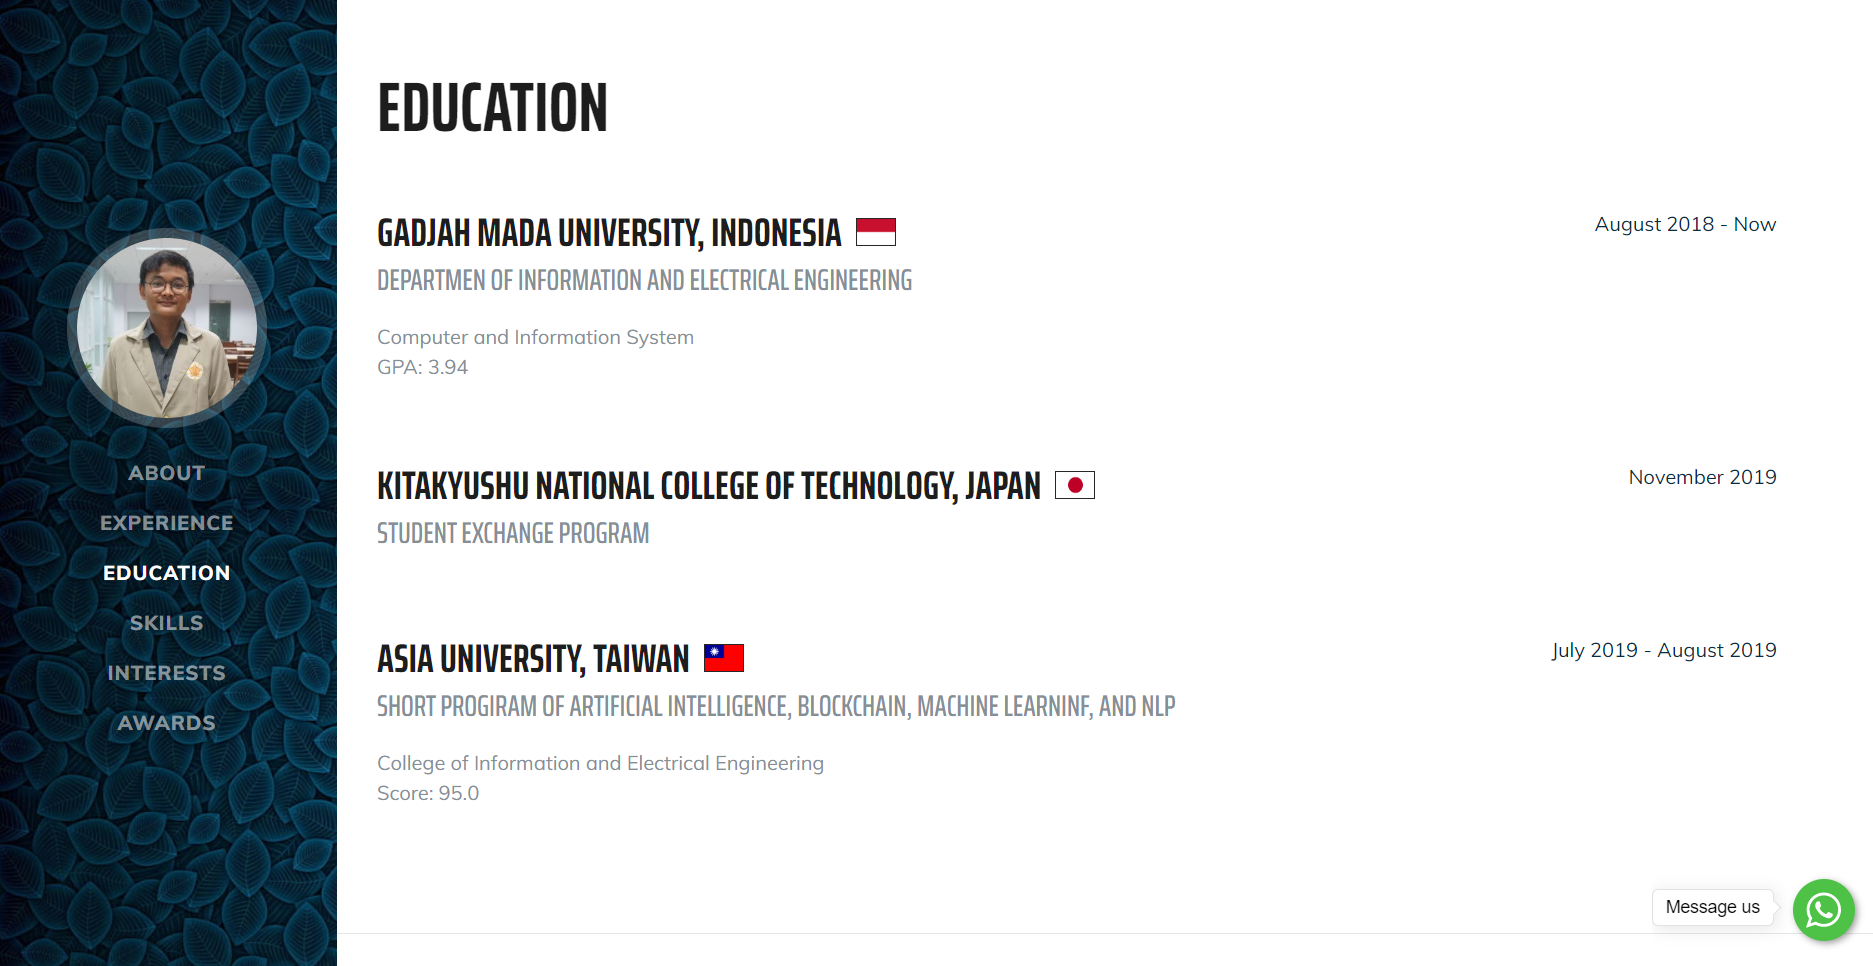 ABOUT
EXPERIENCE
EDUCATION
SKILLS
INTERESTS
AWARDS
EDUCATION
GADJAH MADA UNIVERSITY, INDONESIA
August 2018 - Now
DEPARTMEN OF INFORMATION AND ELECTRICAL ENGINEERING
Computer and Information System
GPA: 3.94
KITAKYUSHU NATIONAL COLLEGE OF TECHNOLOGY, JAPAN
November 2019
STUDENT EXCHANGE PROGRAM
ASIA UNIVERSITY, TAIWAN
July 2019 - August 2019
SHORT PROGIRAM OF ARTIFICIAL INTELLIGENCE, BLOCKCHAIN, MACHINE LEARNINF, AND NLP
College of Information and Electrical Engineering
Score: 95.0
Message us